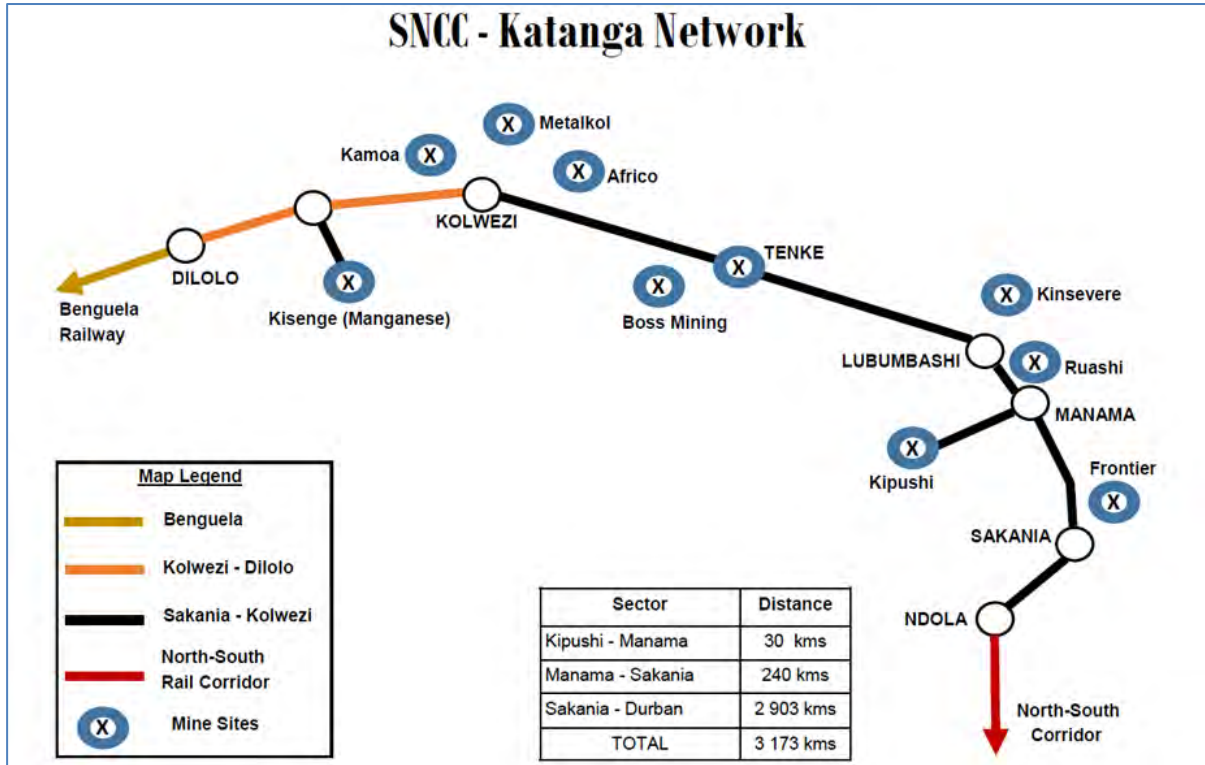 SNCC - Katanga Network
X
Metalkol
Kamoa
X
X
Africo
KOLWEZI
DILOLO
Benguela
Railway
X
Kisenge (Manganese)
X
TENKE
X
Boss Mining
X
Kinsevere
LUBUMBASHI
X
Ruashi
MANAMA
X
Kipushi
Frontier
X
SAKANIA
NDOLA
North-South
Corridor
Map Legend
Benguela
Kolwezi - Dilolo
Sakania - Kolwezi
North-South
Rail Corridor
X
Mine Sites
Sector Distance
Kipushi - Manama 30 kms
Manama - Sakania 240 kms
Sakania - Durban 2 903 kms
TOTAL 3 173 kms